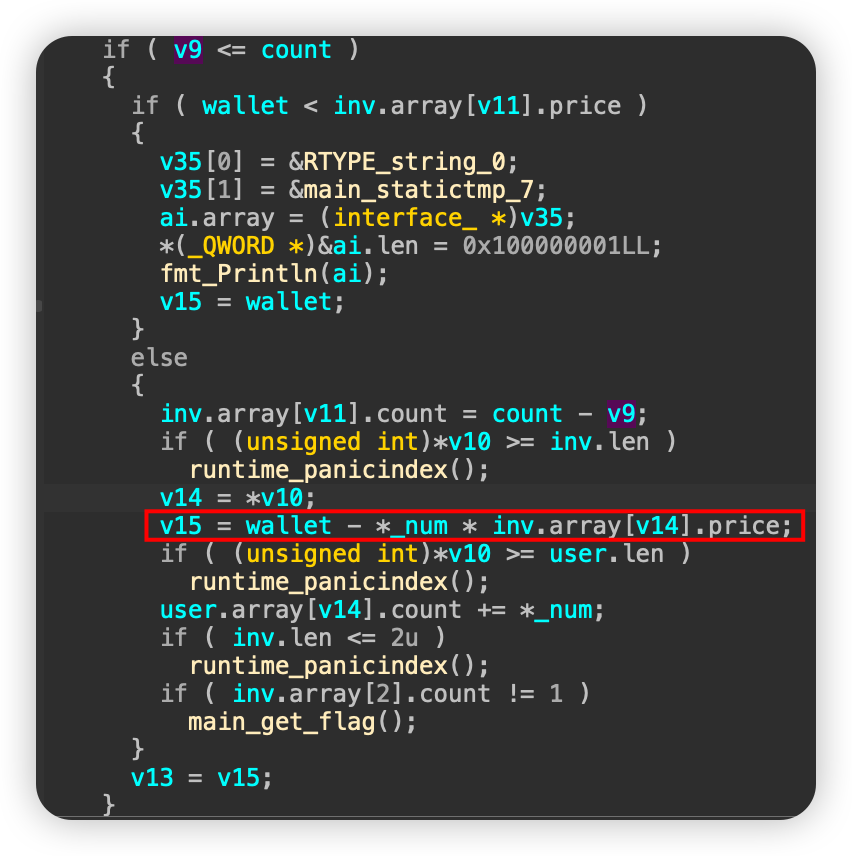 if ( v9 <= count )
{
if ( wallet < inv.array[v11].price )
{
v35[0] = &RTYPE_string_0;
v35[1] = &main_statictmp_7;
ai.array = (interface_ *)v35;
*(_QWORD *)&ai.len = 0x100000001LL;
fmt_Println(ai);
v15 = wallet;
}
else
{
inv.array[v11].count = count - v9;
if ( (unsigned int)*v10 >= inv.len )
runtime_panicindex();
v14 = *v10;
v15 = wallet - *_num * inv.array[v14].price;
if ( (unsigned int)*v10 >= user.len )
runtime_panicindex();
user.array[v14].count += *_num;
if ( inv.len <= 2u )
runtime_panicindex();
if ( inv.array[2].count != 1 )
main_get_flag();
}
v13 = v15;
}